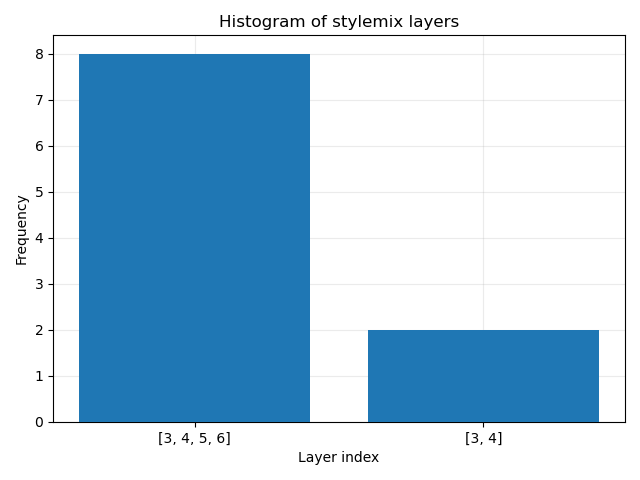 Histogram of stylemix layers
8
7
6
5
4
3
2
1
0
Frequency
[3, 4, 5, 6]
[3, 4]
Layer index